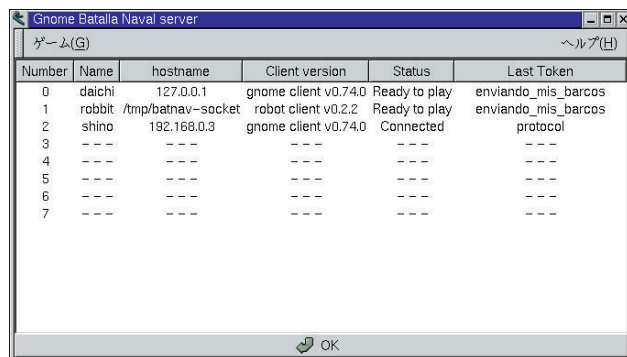 Gnome Batalla Naval server
ゲーム(G) ヘルプ(H)
Number Name hostname Client version Status Last Token
0 daichi 127.0.0.1 gnome client v0.74.0 Ready to play enviando_mis_barcos
1 robbit /tmp/batnav-socket robot client v0.2.2 Ready to play enviando_mis_barcos
2 shino 192.168.0.3 gnome client v0.74.0 Connected protocol
3 --- --- --- --- ---
4 --- --- --- --- ---
5 --- --- --- --- ---
6 --- --- --- --- ---
7 --- --- --- --- ---
OK